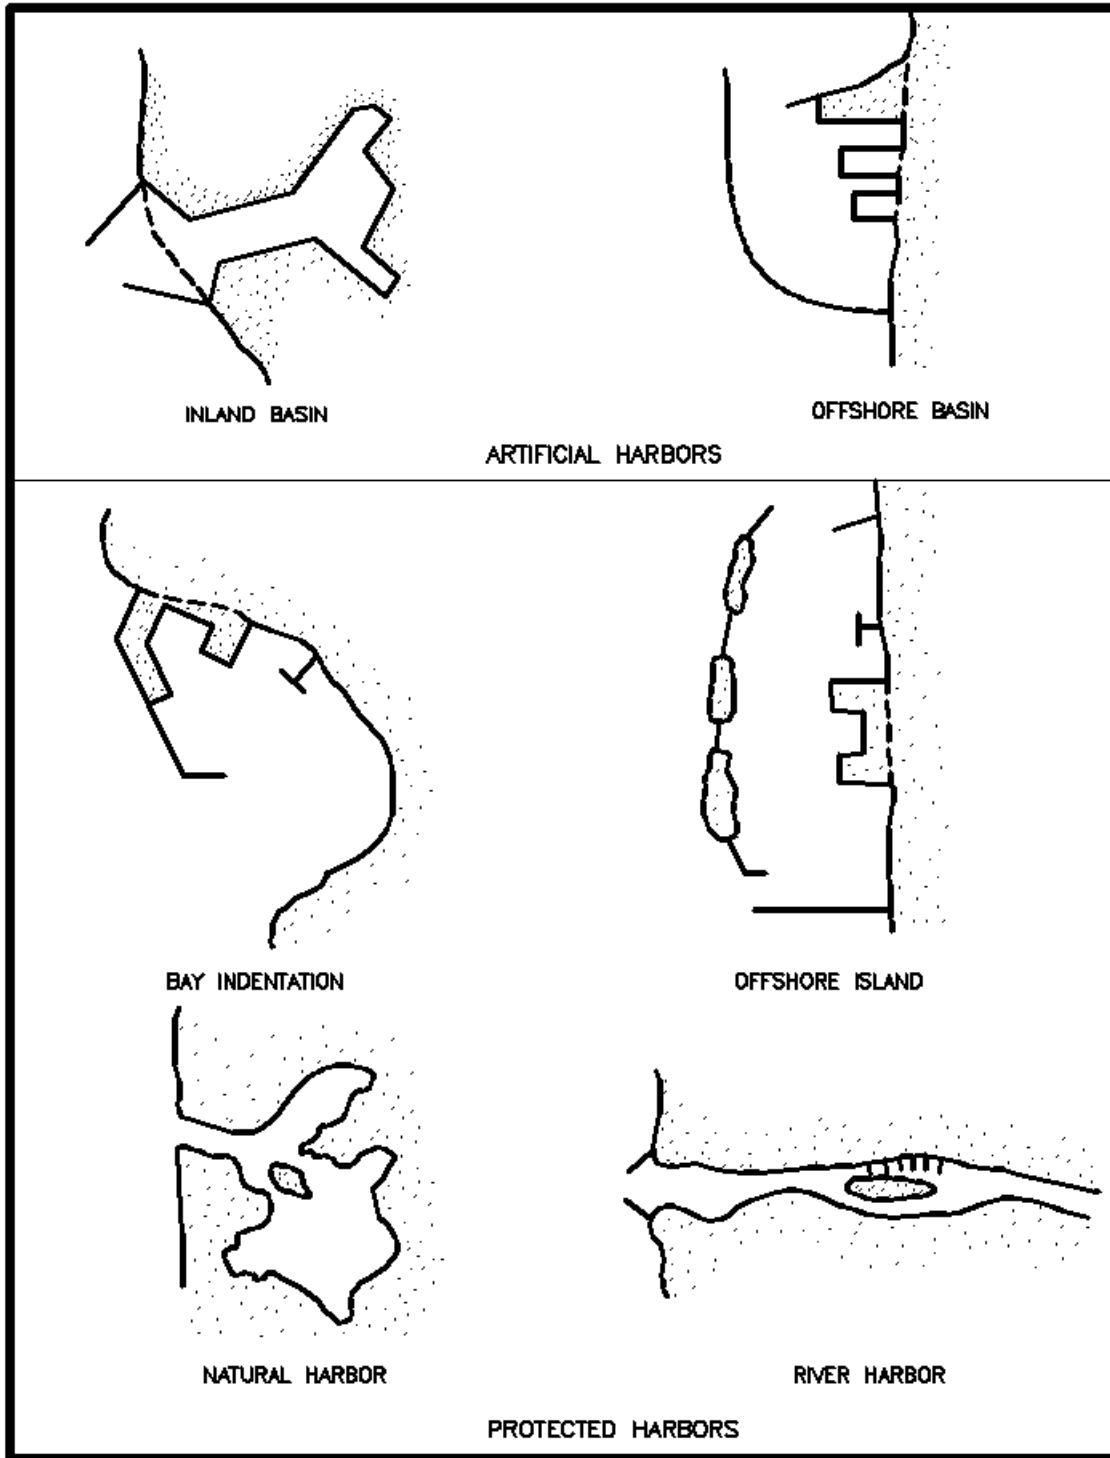 INLAND BASIN
OFFSHORE BASIN
ARTIFICIAL HARBORS
BAY INDENTATION
OFFSHORE ISLAND
NATURAL HARBOR
RIVER HARBOR
PROTECTED HARBORS